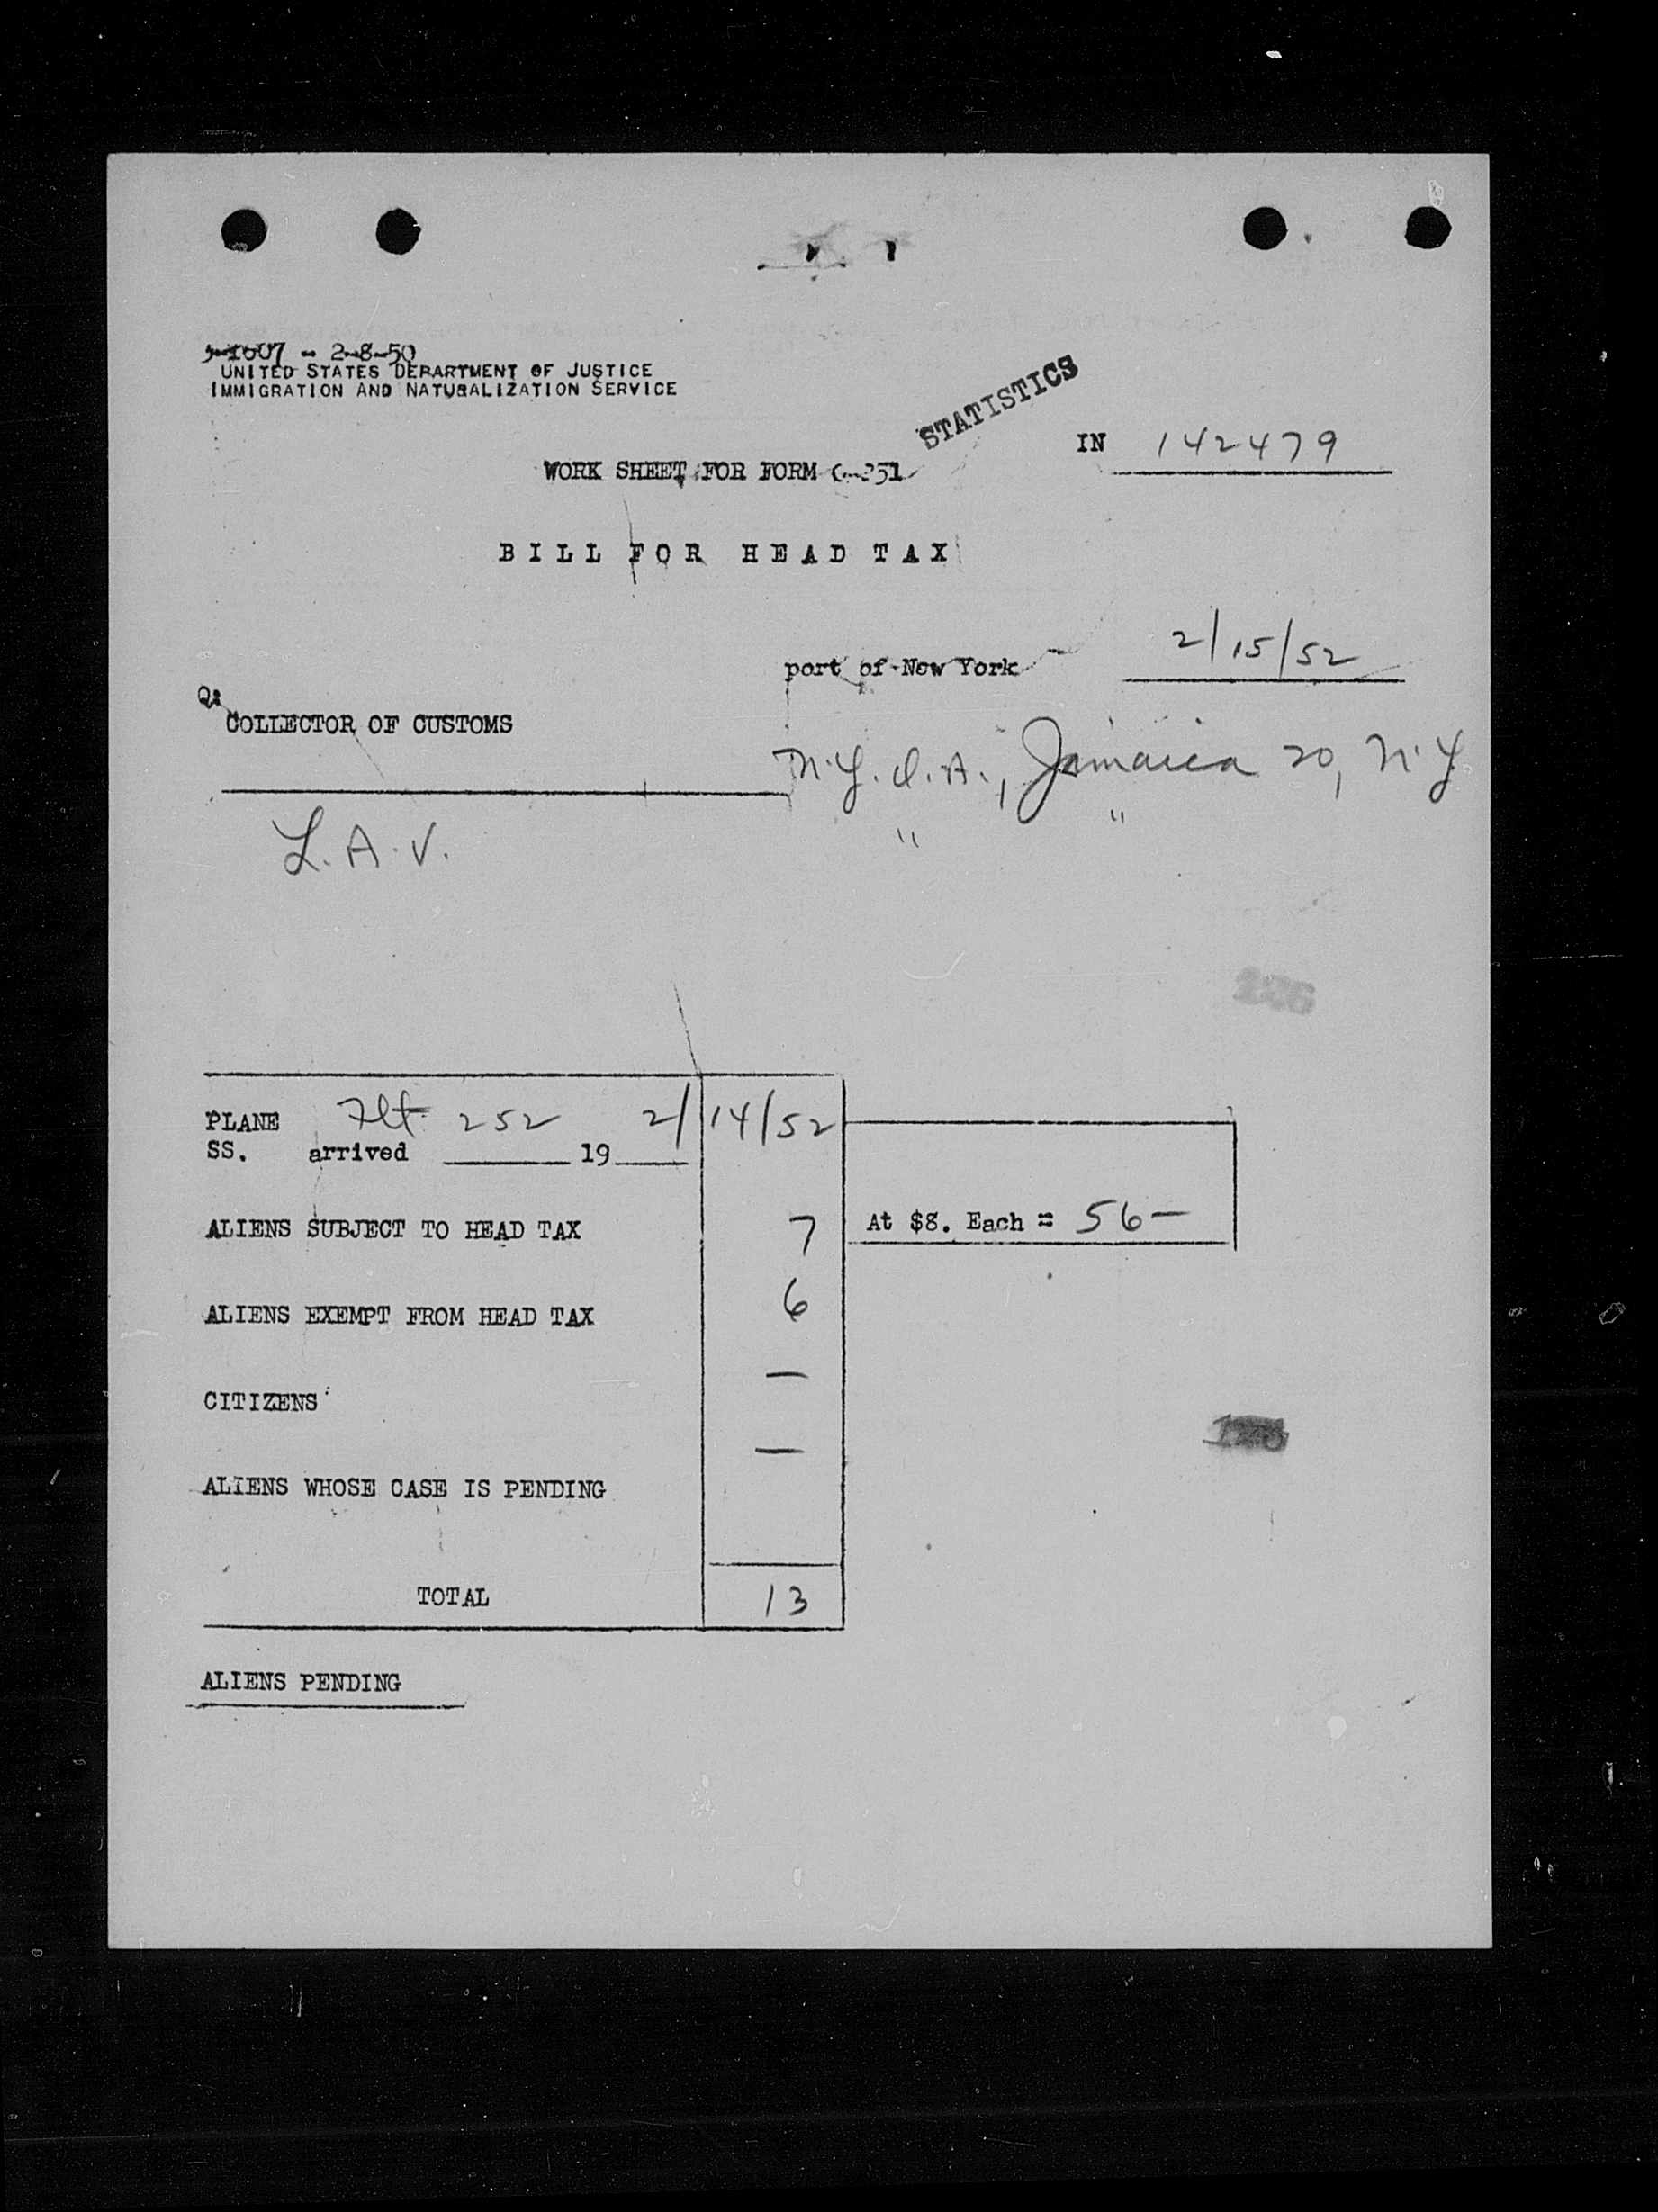 - 2-8-50
UNITED STATES DEPARTMENT OF JUSTICE
IMMIGRATION AND NATURALIZATION SERVICE
STATISTICS
IN 142479
WORK SHEET FOR FORM
BILL FOR HEAD TAX
port of New York 2/15/52
COLLECTOR OF CUSTOMS
N.Y.I.A., Jamaica 20, N.Y
L.A.V. " "
PLANE Flt 252 2/14/52
SS. arrived 19
ALIENS SUBJECT TO HEAD TAX 7 At $8. Each = 56-
ALIENS EXEMPT FROM HEAD TAX 6
CITIZENS —
ALIENS WHOSE CASE IS PENDING —
TOTAL 13
ALIENS PENDING